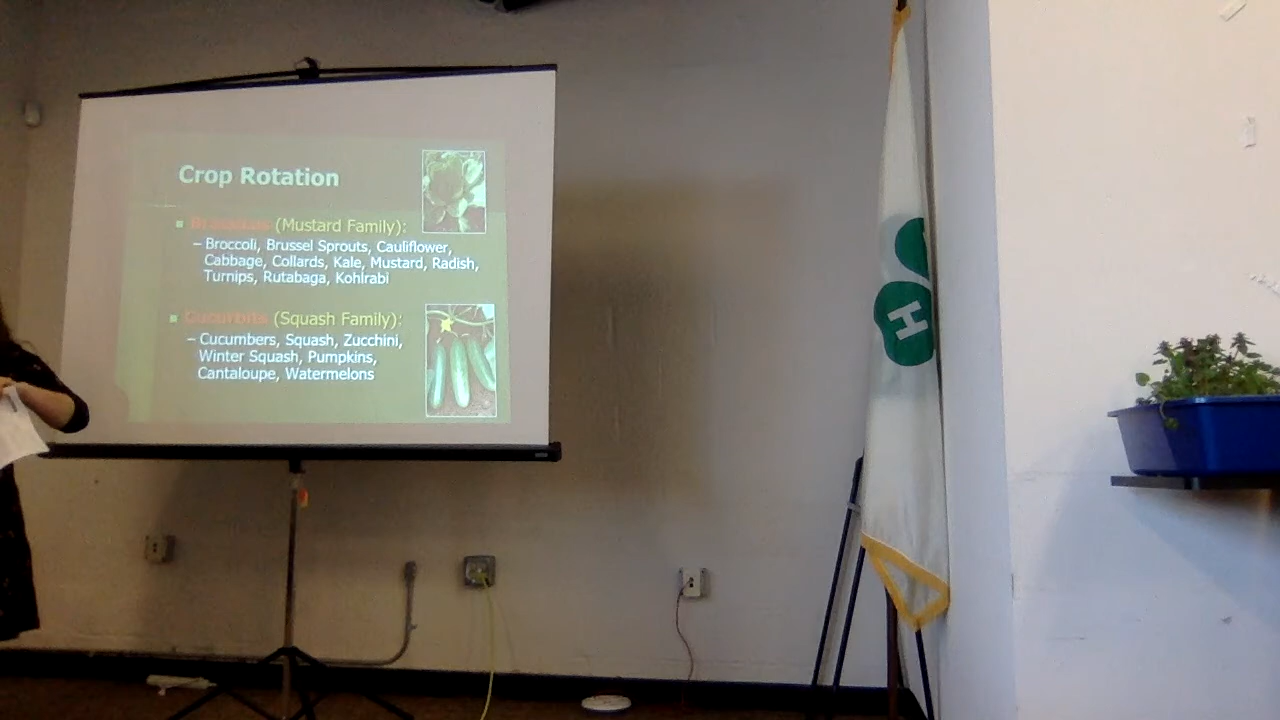 Crop Rotation
(Mustard Family):
– Broccoli, Brussel Sprouts, Cauliflower,
Cabbage, Collards, Kale, Mustard, Radish,
Turnips, Rutabaga, Kohlrabi
Cucurbits (Squash Family):
– Cucumbers, Squash, Zucchini,
Winter Squash, Pumpkins,
Cantaloupe, Watermelons
H